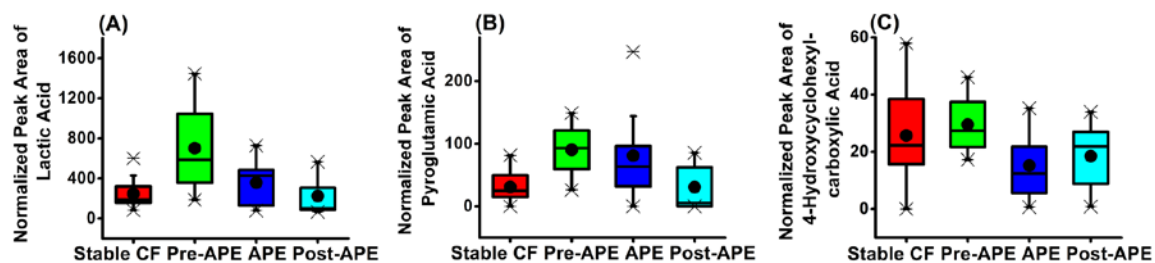 (A)
Normalized Peak Area of
Lactic Acid
1600
1200
800
400
0
Stable CF Pre-APE APE Post-APE
(B)
Normalized Peak Area of
Pyroglutamic Acid
200
100
0
Stable CF Pre-APE APE Post-APE
(C)
Normalized Peak Area of
4-Hydroxycyclohexyl-
carboxylic Acid
60
40
20
0
Stable CF Pre-APE APE Post-APE